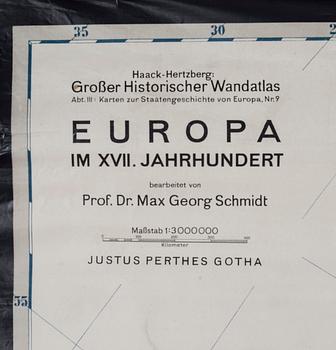 35 30 2
Haack-Hertzberg:
Großer Historischer Wandatlas
Abt. III: Karten zur Staatengeschichte von Europa, Nr. 9
EUROPA
IM XVII. JAHRHUNDERT
bearbeitet von
Prof. Dr. Max Georg Schmidt
Maßstab 1:3000000
Kilometer
JUSTUS PERTHES GOTHA
55